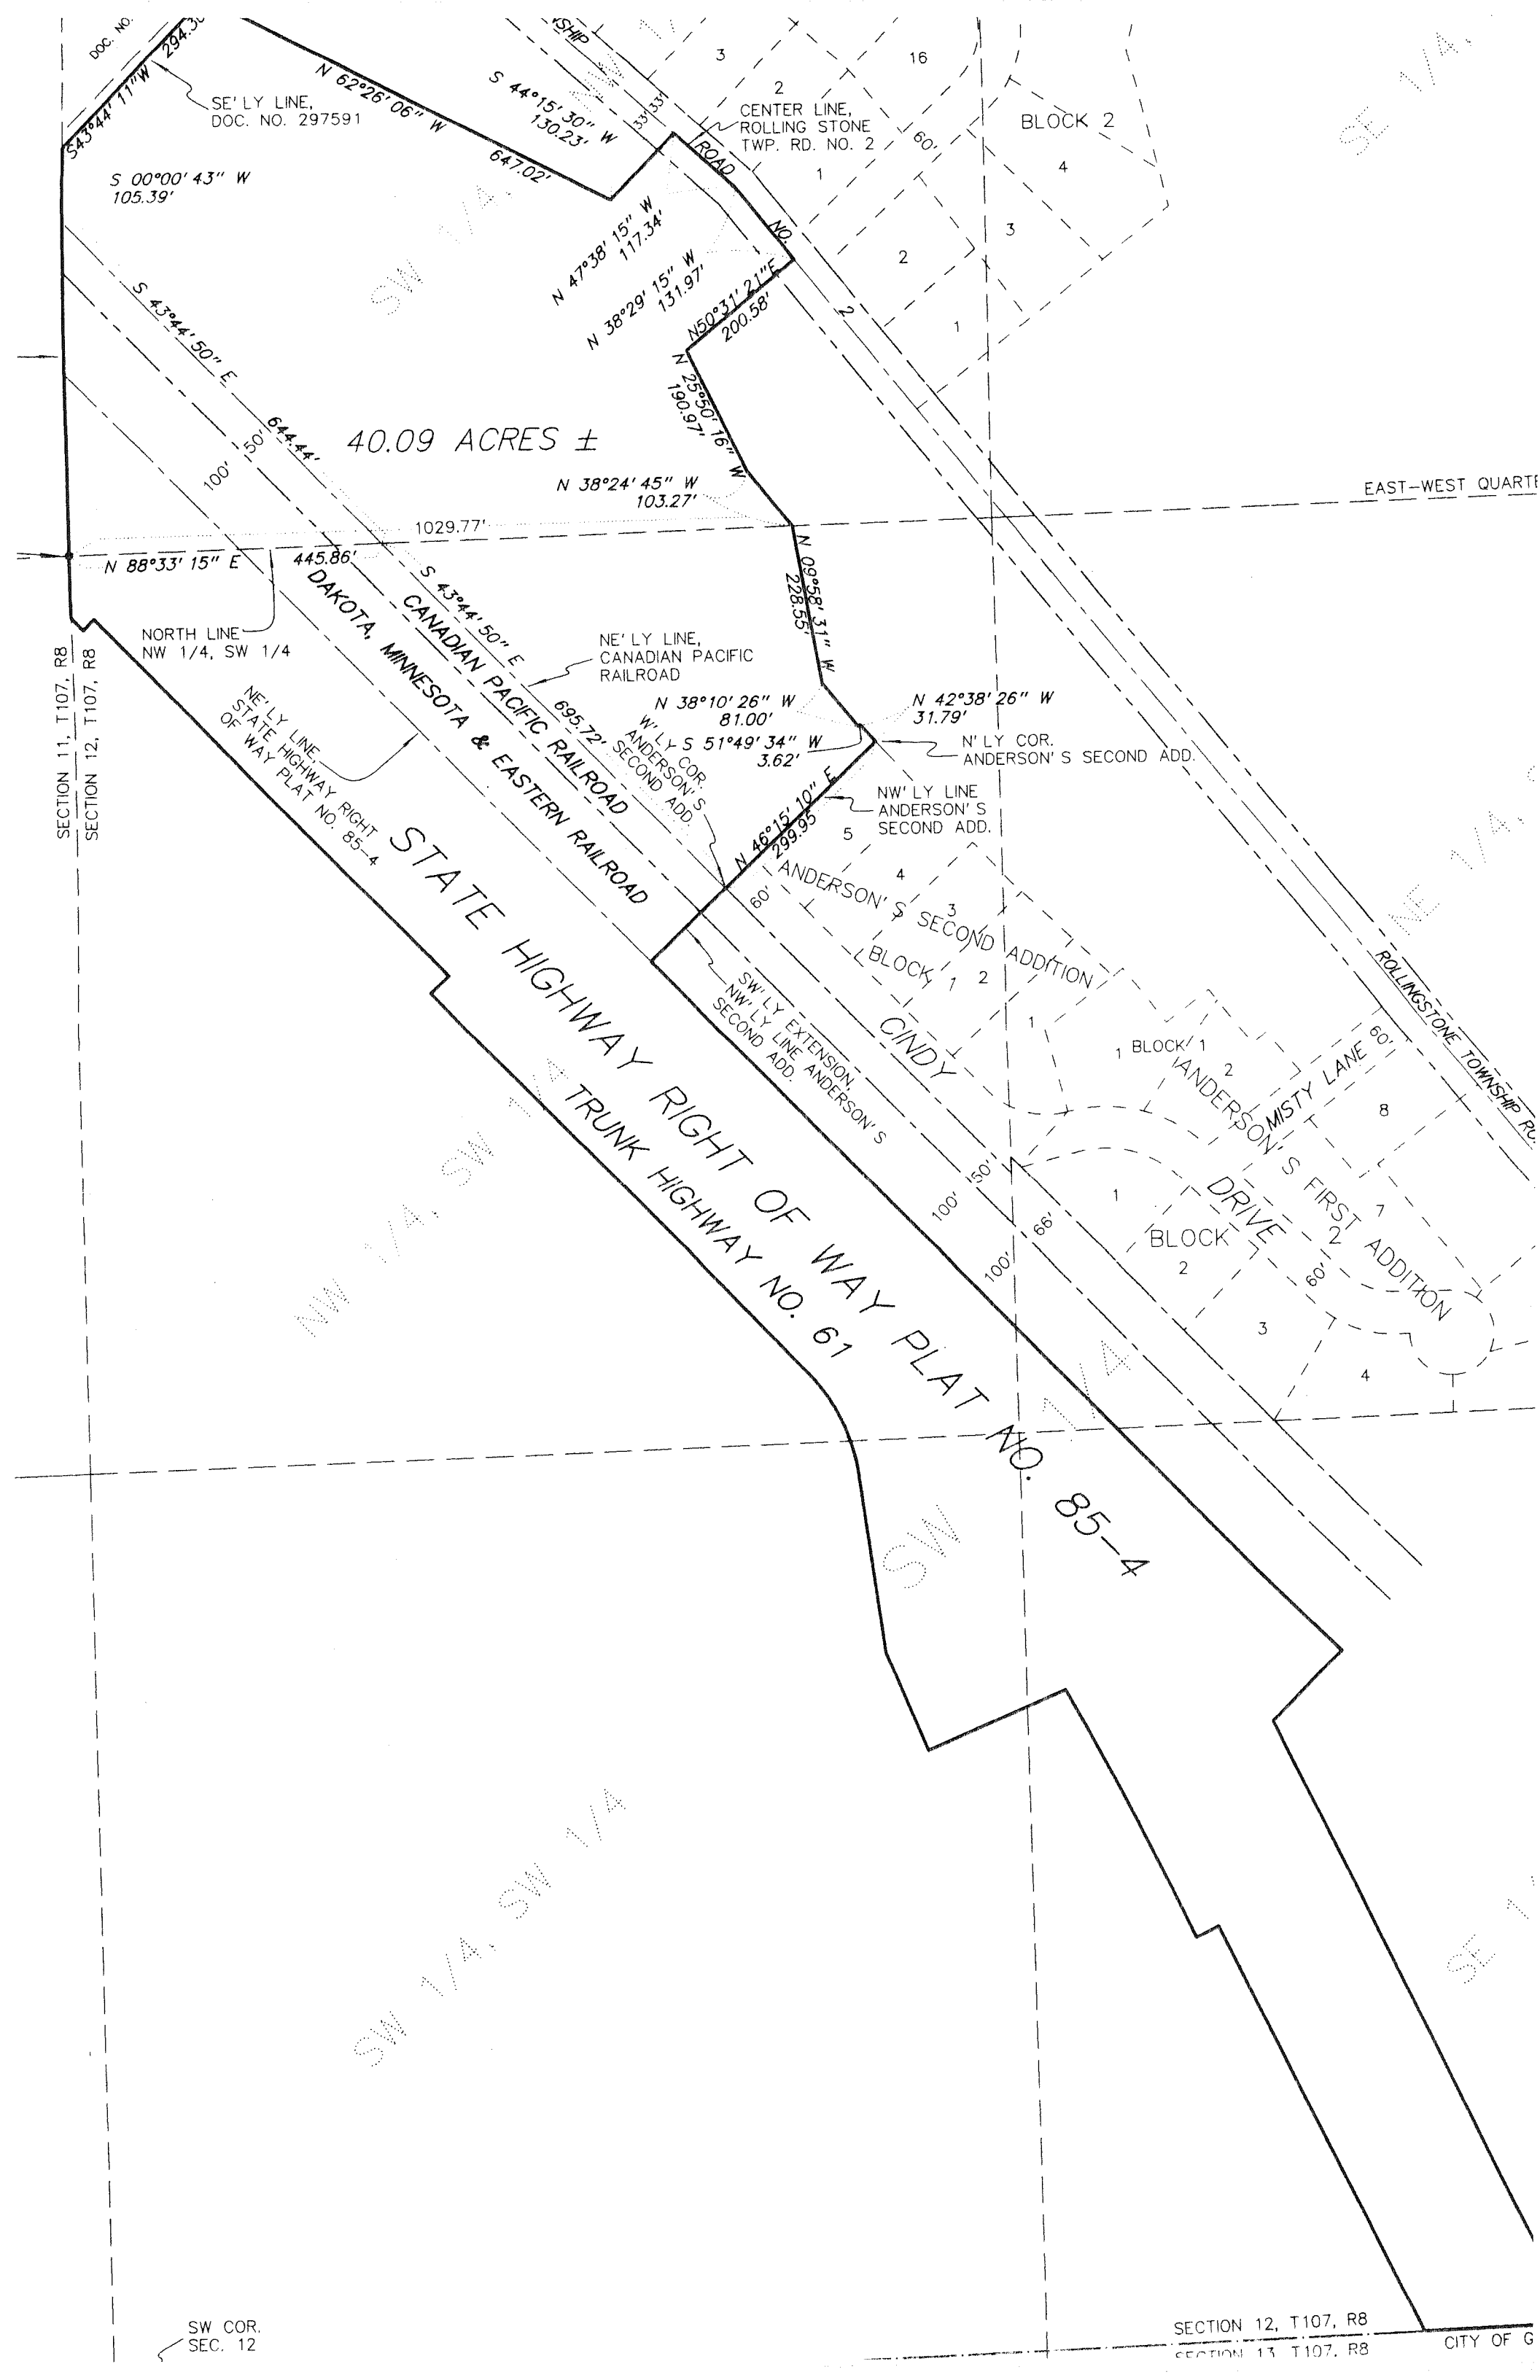 DOC. NO.
S43°44' 11"W
294.3
SE'LY LINE,
DOC. NO. 297591
N 62°26'06" W
647.02'
S 44°15'30" W
130.23'
SHIP
ROAD
NO.
2
33'
33'
CENTER LINE,
ROLLING STONE
TWP. RD. NO. 2
3
2
1
16
60'
BLOCK 2
4
3
2
1
SE 1/4,
NW 1/
SW 1/4,
S 00°00'43" W
105.39'
N 47°38'15" W
117.34'
N 38°29'15" W
131.97'
N50°31'21"E
200.58'
N 25°50'16" W
190.97'
S 43°44'50" E
644.44'
50'
100'
40.09 ACRES ±
N 38°24'45" W
103.27'
EAST-WEST QUARTE
1029.77'
N 88°33'15" E
445.86'
NORTH LINE
NW 1/4, SW 1/4
N 09°58'31" W
228.55'
S 43°44'50" E
695.72'
DAKOTA, MINNESOTA & EASTERN RAILROAD
CANADIAN PACIFIC RAILROAD
NE'LY LINE,
CANADIAN PACIFIC
RAILROAD
SECTION 11, T107, R8
SECTION 12, T107, R8
NE'LY LINE,
STATE HIGHWAY RIGHT
OF WAY PLAT NO. 85-4
N 38°10'26" W
81.00'
N 42°38'26" W
31.79'
S 51°49'34" W
3.62'
N'LY COR.
ANDERSON'S SECOND ADD.
W'LY COR.
ANDERSON'S
SECOND ADD.
NW'LY LINE
ANDERSON'S
SECOND ADD.
N 46°15'10" E
299.95'
NE 1/4,
5
4
3
2
1
ANDERSON'S SECOND ADDITION
BLOCK 1
60'
CINDY
DRIVE
SW'LY EXTENSION,
NW'LY LINE ANDERSON'S
SECOND ADD.
STATE HIGHWAY RIGHT OF WAY PLAT NO. 85-4
TRUNK HIGHWAY NO. 61
ROLLINGSTONE TOWNSHIP RO
1
BLOCK 1
2
ANDERSON'S FIRST ADDITION
MISTY LANE
60'
8
7
2
1
BLOCK
2
2
60'
3
4
NW 1/4, SW 1/4
100'
50'
100'
66'
SW 1/4
SW 1/4, SW 1/4
SE 1
SW COR.
SEC. 12
SECTION 12, T107, R8
SECTION 13, T107, R8
CITY OF G